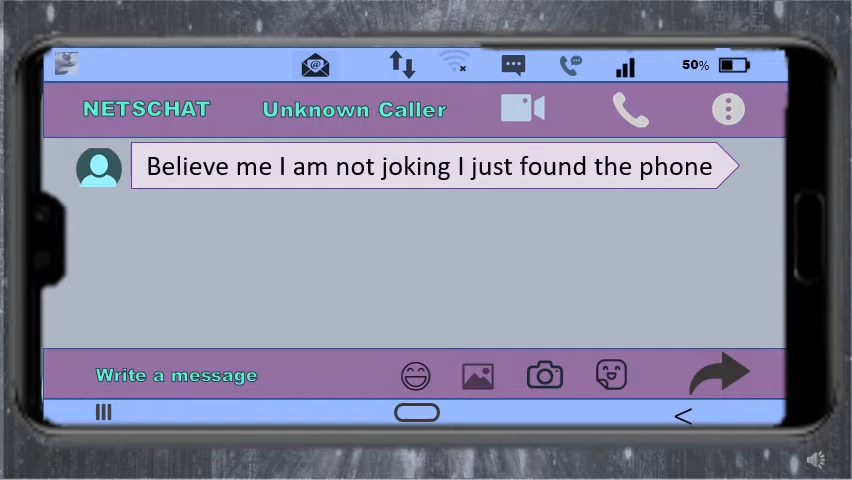 50%
NETSCHAT Unknown Caller
Believe me I am not joking I just found the phone
Write a message